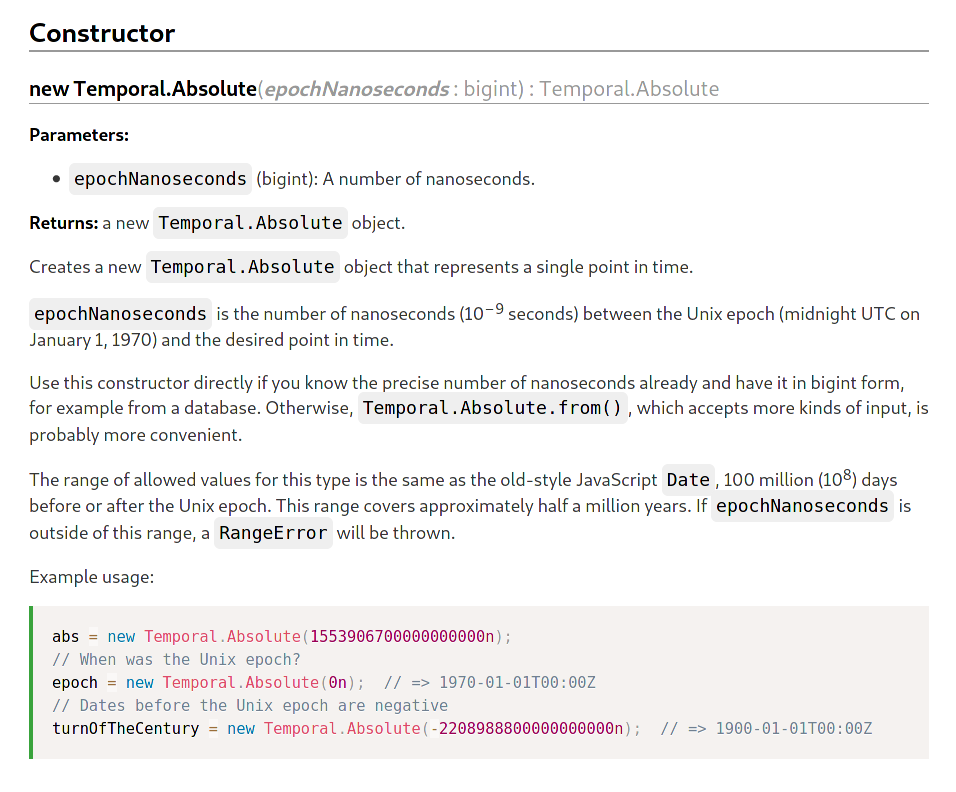 Constructor
new Temporal.Absolute(epochNanoseconds : bigint) : Temporal.Absolute
Parameters:
• epochNanoseconds (bigint): A number of nanoseconds.
Returns: a new Temporal.Absolute object.
Creates a new Temporal.Absolute object that represents a single point in time.
epochNanoseconds is the number of nanoseconds (10⁻⁹ seconds) between the Unix epoch (midnight UTC on
January 1, 1970) and the desired point in time.
Use this constructor directly if you know the precise number of nanoseconds already and have it in bigint form,
for example from a database. Otherwise, Temporal.Absolute.from() , which accepts more kinds of input, is
probably more convenient.
The range of allowed values for this type is the same as the old-style JavaScript Date , 100 million (10⁸) days
before or after the Unix epoch. This range covers approximately half a million years. If epochNanoseconds is
outside of this range, a RangeError will be thrown.
Example usage:
abs = new Temporal.Absolute(1553906700000000000n);
// When was the Unix epoch?
epoch = new Temporal.Absolute(0n);  // => 1970-01-01T00:00Z
// Dates before the Unix epoch are negative
turnOfTheCentury = new Temporal.Absolute(-2208988800000000000n);  // => 1900-01-01T00:00Z